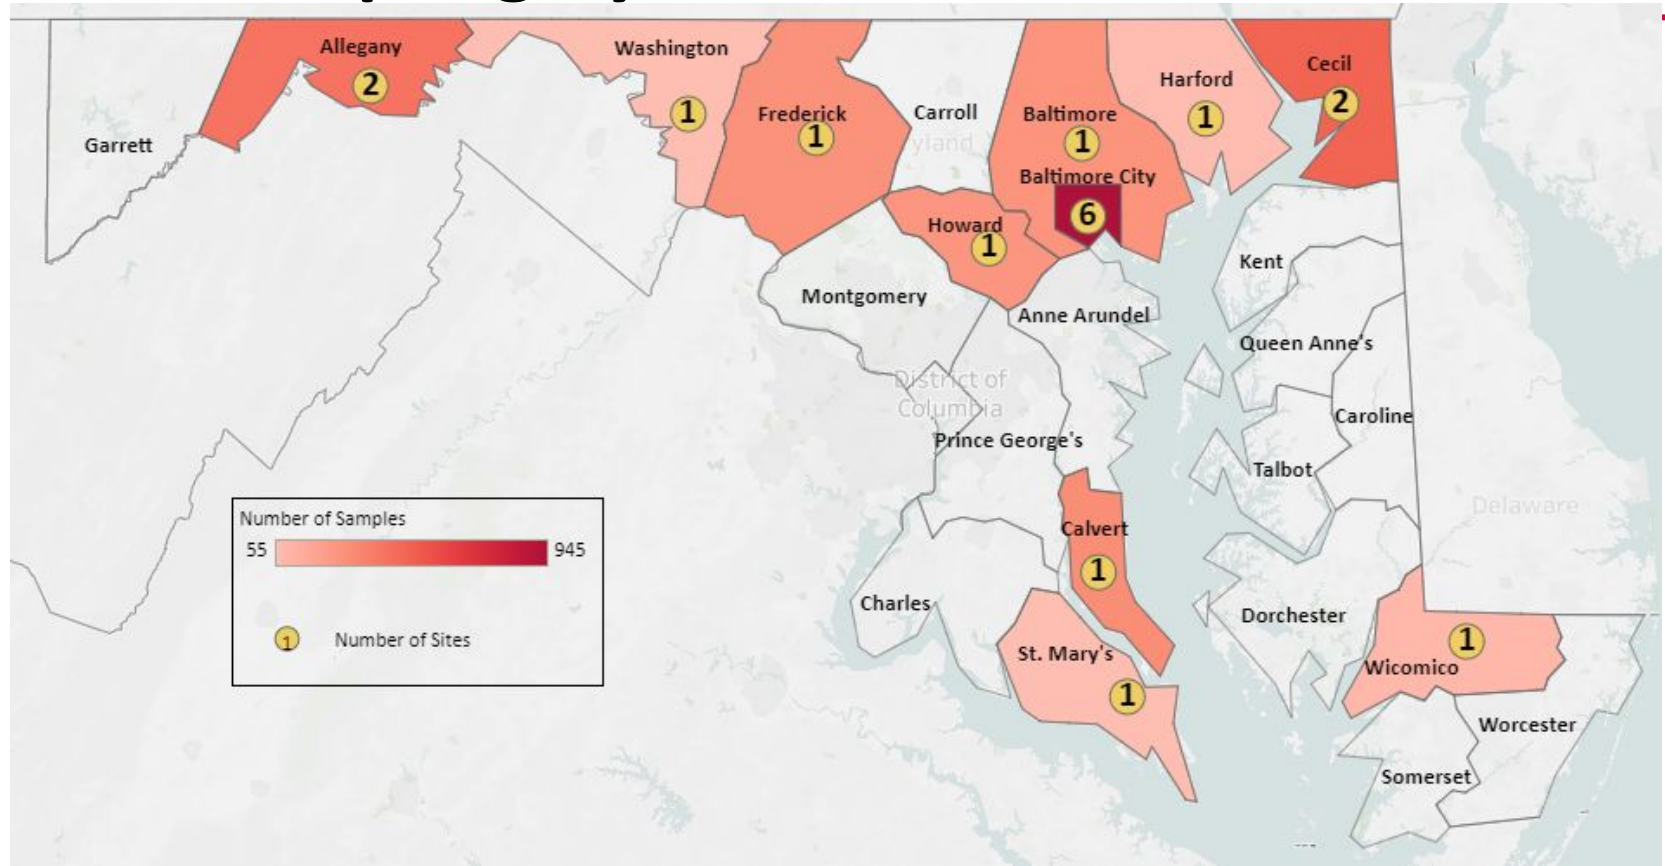 Allegany
2
Washington
1
Garrett
Frederick
1
Carroll
yland
Baltimore
1
Baltimore City
6
Harford
1
Cecil
2
Howard
1
Kent
Montgomery
Anne Arundel
Queen Anne's
District of
Columbia
Caroline
Prince George's
Talbot
Delaware
Number of Samples
55
945
1
Number of Sites
Calvert
1
Charles
Dorchester
St. Mary's
1
1
Wicomico
Worcester
Somerset